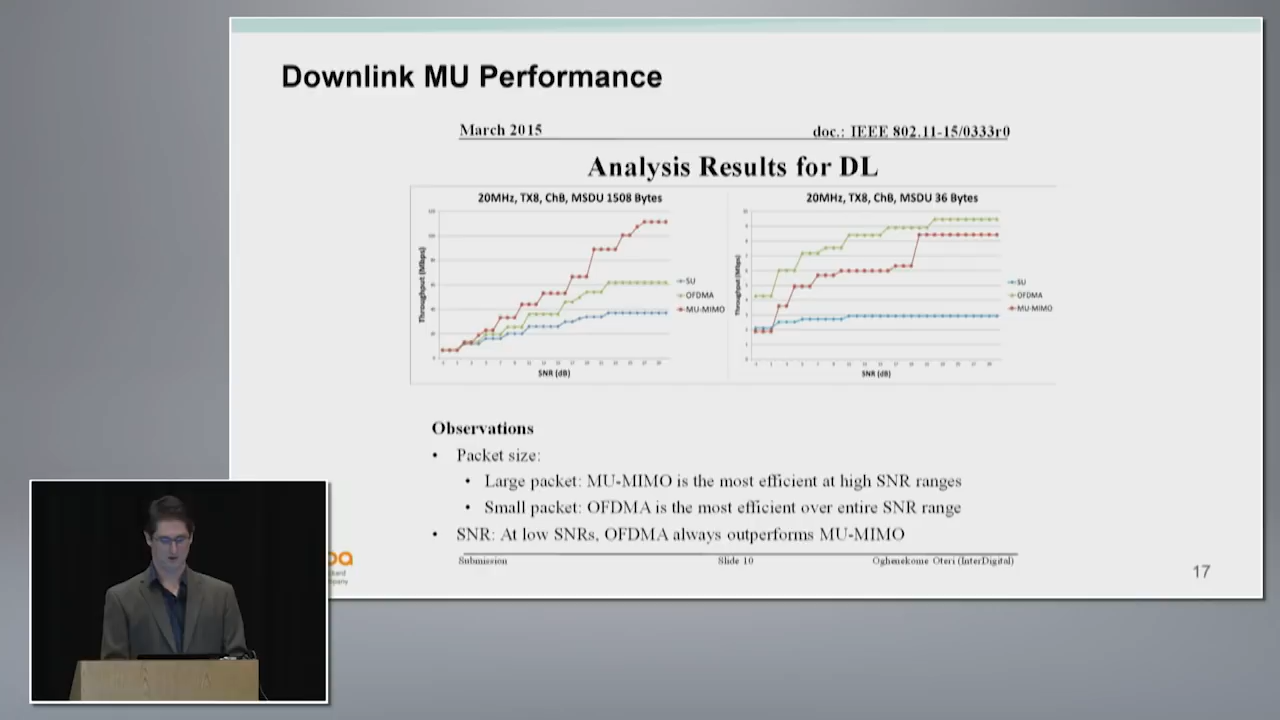 Downlink MU Performance
March 2015
doc.: IEEE 802.11-15/0333r0
Analysis Results for DL
20MHz, TX8, ChB, MSDU 1508 Bytes
Throughput (Mbps)
SU
OFDMA
MU-MIMO
SNR (dB)
20MHz, TX8, ChB, MSDU 36 Bytes
Throughput (Mbps)
SU
OFDMA
MU-MIMO
SNR (dB)
Observations
• Packet size:
• Large packet: MU-MIMO is the most efficient at high SNR ranges
• Small packet: OFDMA is the most efficient over entire SNR range
• SNR: At low SNRs, OFDMA always outperforms MU-MIMO
Submission
Slide 10
Oghenekome Oteri (InterDigital)
17